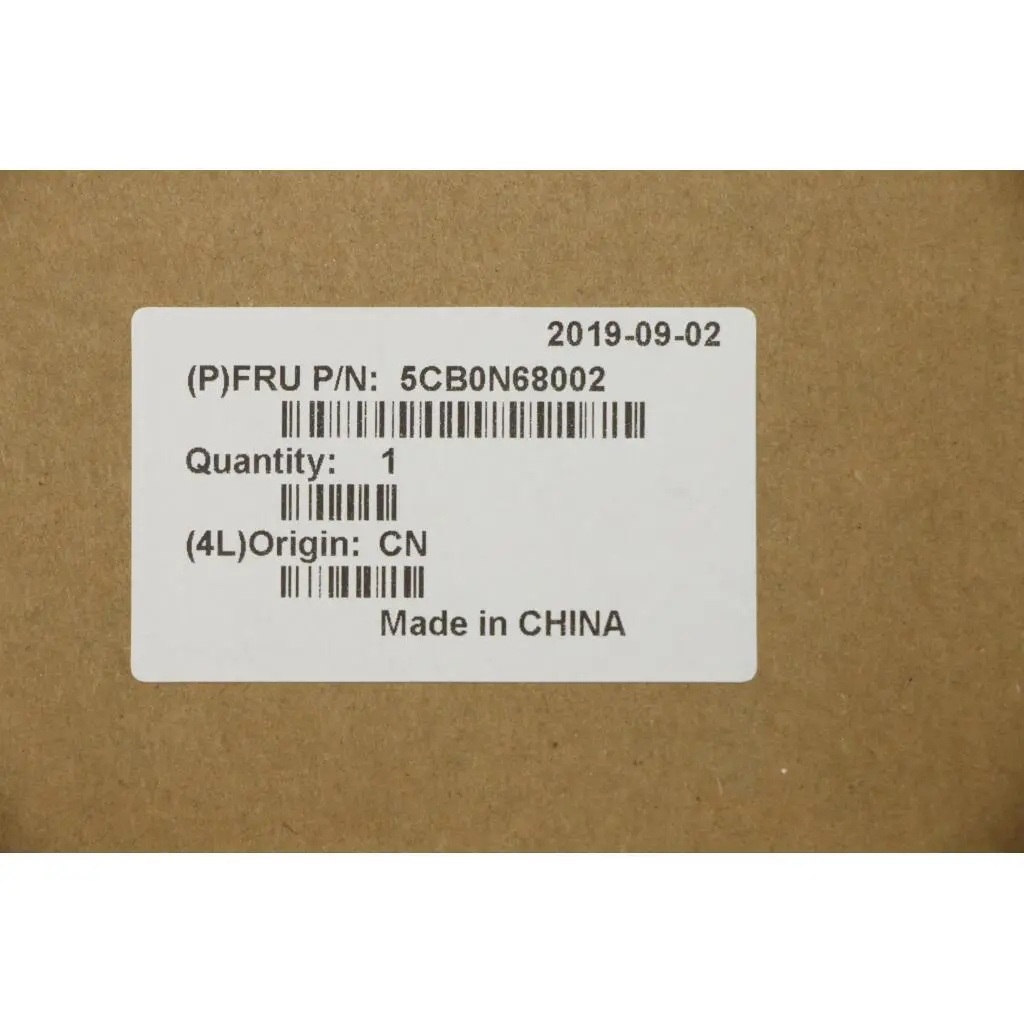 2019-09-02
(P)FRU P/N: 5CB0N68002
Quantity: 1
(4L)Origin: CN
Made in CHINA